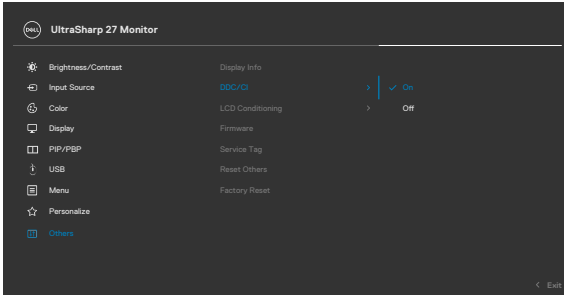 DELL UltraSharp 27 Monitor
Brightness/Contrast Display Info
Input Source DDC/CI On
Color LCD Conditioning Off
Display Firmware
PIP/PBP Service Tag
USB Reset Others
Menu Factory Reset
Personalize
Others
Exit